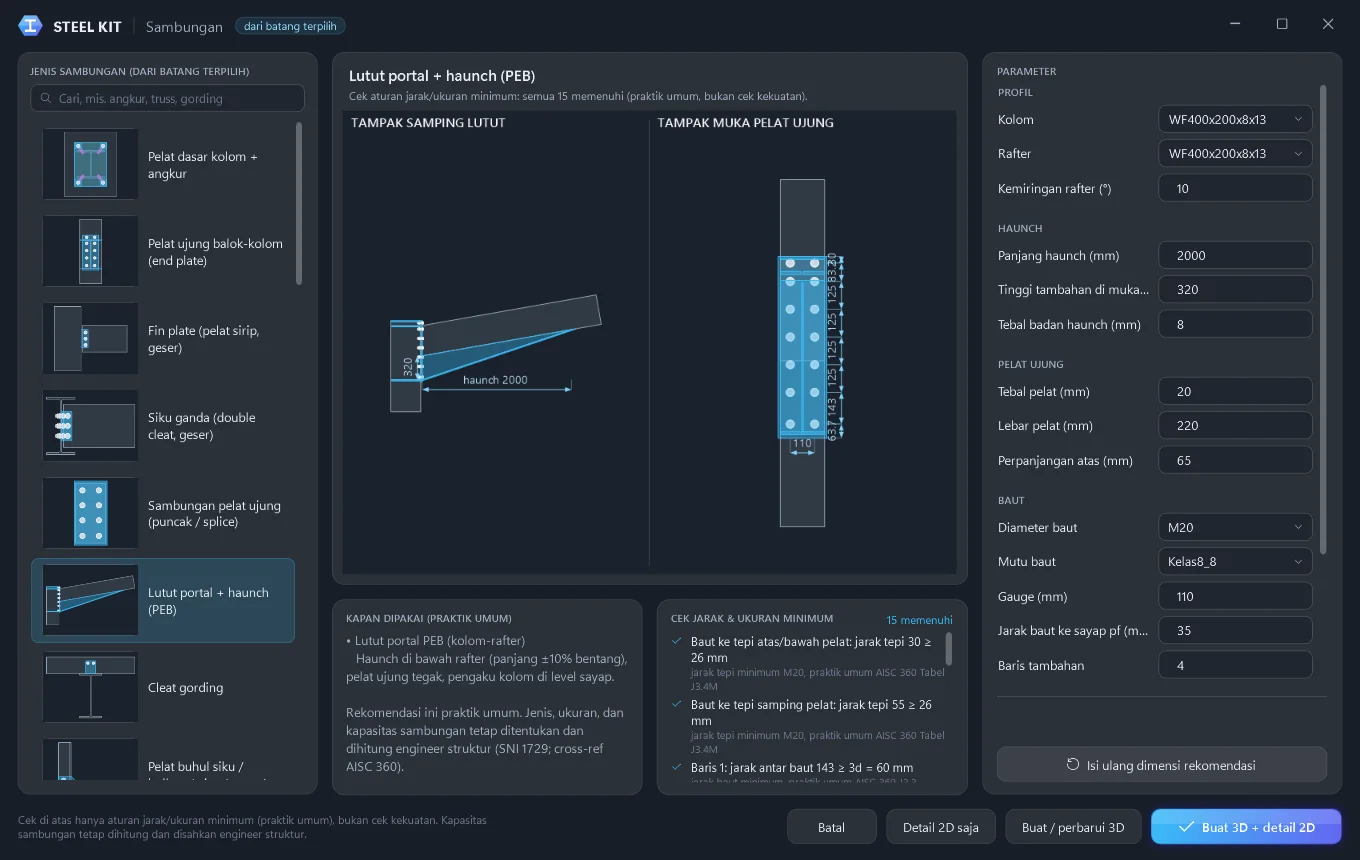 STEEL KIT
Sambungan
dari batang terpilih
JENIS SAMBUNGAN (DARI BATANG TERPILIH)
Cari, mis. angkur, truss, gording
Pelat dasar kolom +
angkur
Pelat ujung balok-kolom
(end plate)
Fin plate (pelat sirip,
geser)
Siku ganda (double
cleat, geser)
Sambungan pelat ujung
(puncak / splice)
Lutut portal + haunch
(PEB)
Cleat gording
Pelat buhul siku /
Lutut portal + haunch (PEB)
Cek aturan jarak/ukuran minimum: semua 15 memenuhi (praktik umum, bukan cek kekuatan).
TAMPAK SAMPING LUTUT
320
haunch 2000
TAMPAK MUKA PELAT UJUNG
125
125
125
125
143
110
KAPAN DIPAKAI (PRAKTIK UMUM)
• Lutut portal PEB (kolom-rafter)
Haunch di bawah rafter (panjang ±10% bentang),
pelat ujung tegak, pengaku kolom di level sayap.
Rekomendasi ini praktik umum. Jenis, ukuran, dan
kapasitas sambungan tetap ditentukan dan
dihitung engineer struktur (SNI 1729; cross-ref
AISC 360).
CEK JARAK & UKURAN MINIMUM
15 memenuhi
Baut ke tepi atas/bawah pelat: jarak tepi 30 ≥
26 mm
jarak tepi minimum M20, praktik umum AISC 360 Tabel
J3.4M
Baut ke tepi samping pelat: jarak tepi 55 ≥ 26
mm
jarak tepi minimum M20, praktik umum AISC 360 Tabel
J3.4M
Baris 1: jarak antar baut 143 ≥ 3d = 60 mm
jarak baut minimum, praktik umum AISC 360 J3.3
PARAMETER
PROFIL
Kolom
WF400x200x8x13
Rafter
WF400x200x8x13
Kemiringan rafter (°)
10
HAUNCH
Panjang haunch (mm)
2000
Tinggi tambahan di muka...
320
Tebal badan haunch (mm)
8
PELAT UJUNG
Tebal pelat (mm)
20
Lebar pelat (mm)
220
Perpanjangan atas (mm)
65
BAUT
Diameter baut
M20
Mutu baut
Kelas8_8
Gauge (mm)
110
Jarak baut ke sayap pf (m...
35
Baris tambahan
4
Isi ulang dimensi rekomendasi
Cek di atas hanya aturan jarak/ukuran minimum (praktik umum), bukan cek kekuatan. Kapasitas
sambungan tetap dihitung dan disahkan engineer struktur.
Batal
Detail 2D saja
Buat / perbarui 3D
Buat 3D + detail 2D